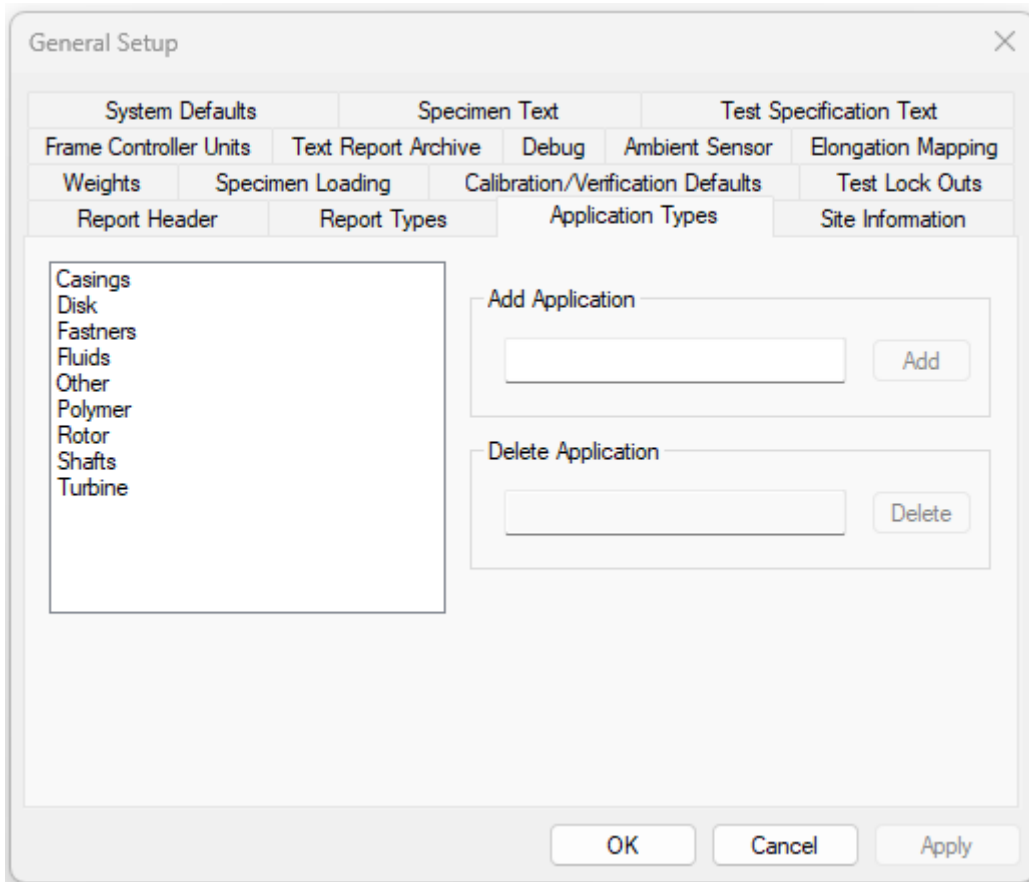 General Setup
System Defaults Specimen Text Test Specification Text
Frame Controller Units Text Report Archive Debug Ambient Sensor Elongation Mapping
Weights Specimen Loading Calibration/Verification Defaults Test Lock Outs
Report Header Report Types Application Types Site Information
Casings
Disk
Fastners
Fluids
Other
Polymer
Rotor
Shafts
Turbine
Add Application
Add
Delete Application
Delete
OK Cancel Apply